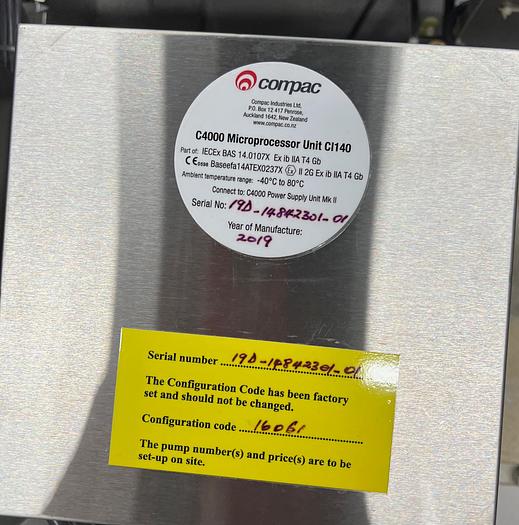 compac
Compac Industries Ltd,
P.O. Box 12 417 Penrose,
Auckland 1642, New Zealand
www.compac.co.nz
C4000 Microprocessor Unit CI140
Part of: IECEx BAS 14.0107X Ex ib IIA T4 Gb
CE 0598 Baseefa14ATEX0237X Ex II 2G Ex ib IIA T4 Gb
Ambient temperature range: -40°C to 80°C
Connect to: C4000 Power Supply Unit Mk II
Serial No: 19D-14842301-01
Year of Manufacture:
2019
Serial number ...19D-14842301-01
The Configuration Code has been factory
set and should not be changed.
Configuration code ...160G1...
The pump number(s) and price(s) are to be
set-up on site.